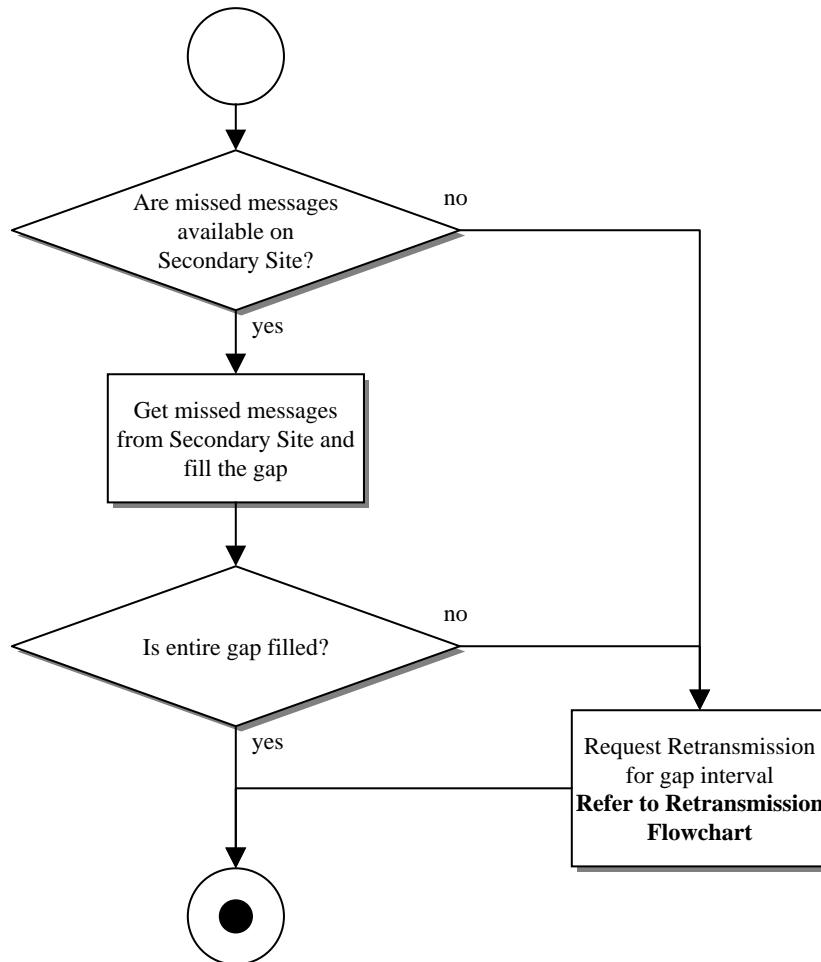 Are missed messages
available on
Secondary Site?
no
yes
Get missed messages
from Secondary Site and
fill the gap
Is entire gap filled?
no
yes
Request Retransmission
for gap interval
Refer to Retransmission
Flowchart